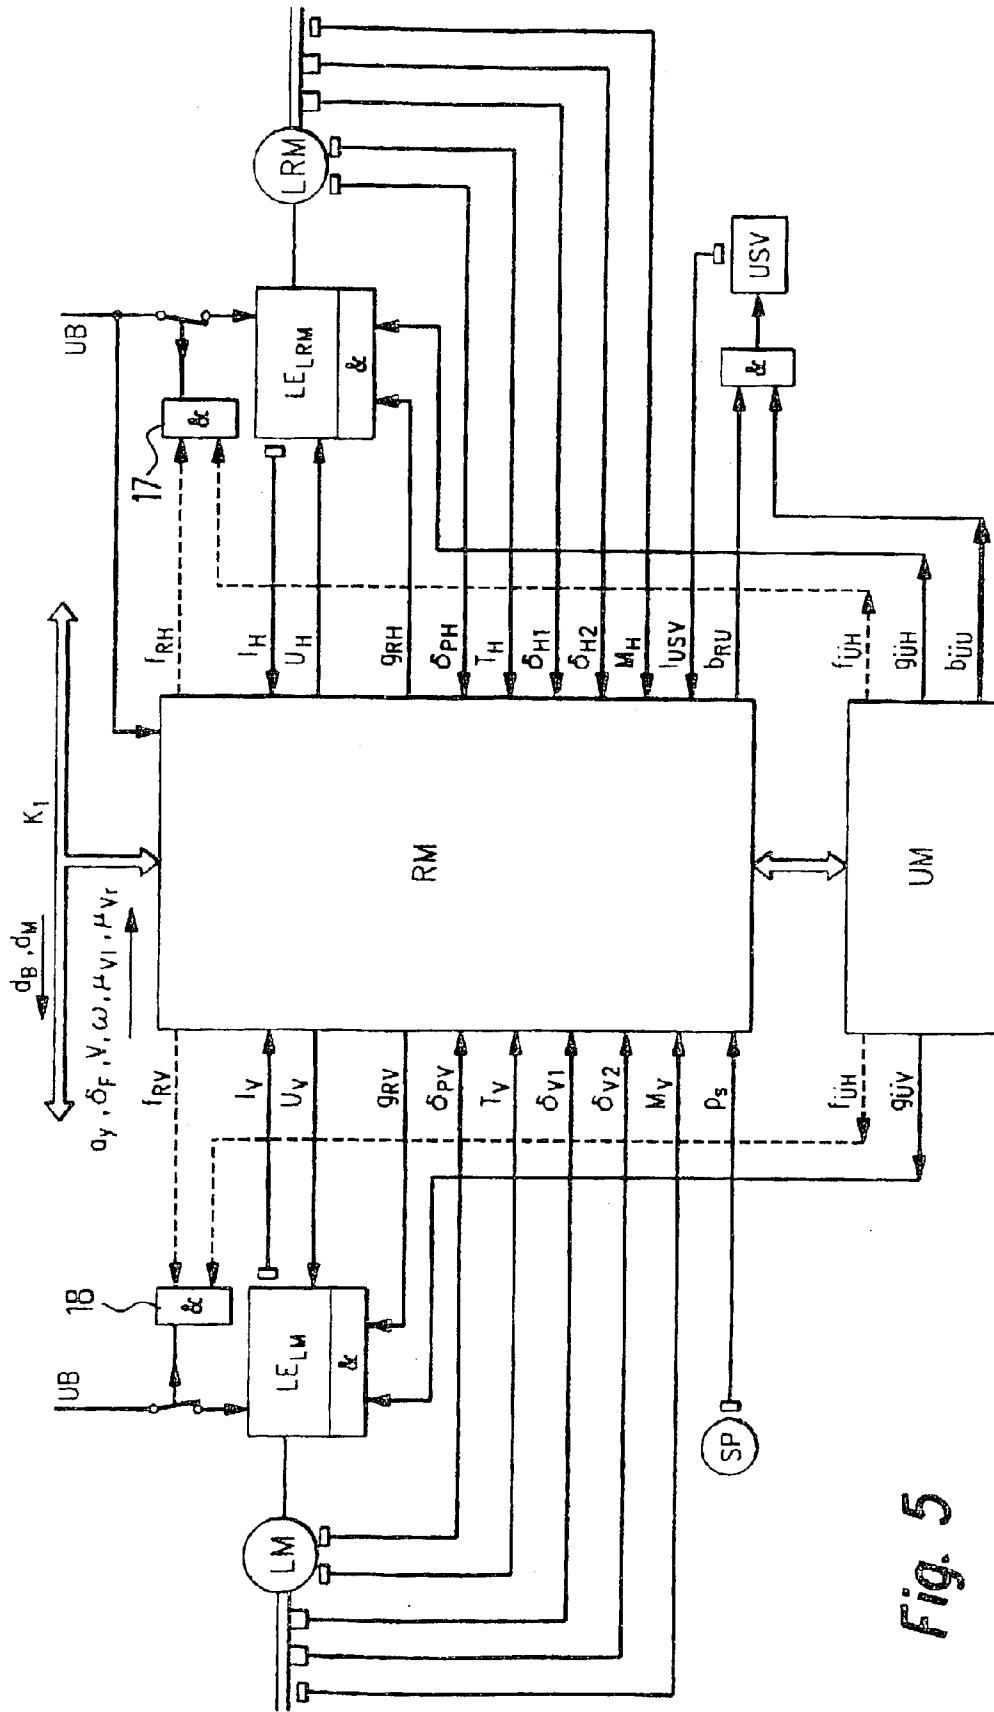 d_B, d_M
K_1
a_y, δ_F, V, ω, μ_Vl, μ_Vr
UB
18
&
LE_LM
&
LM
SP
f_RV
I_V
U_V
g_RV
δ_PV
T_V
δ_V1
δ_V2
M_V
p_s
RM
f_RH
I_H
U_H
g_RH
δ_PH
T_H
δ_H1
δ_H2
M_H
I_USV
b_RU
UB
17
&
LE_LRM
&
LRM
&
USV
f_ÜH
g_ÜV
UM
f_ÜH
g_ÜH
b_ÜU
Fig. 5